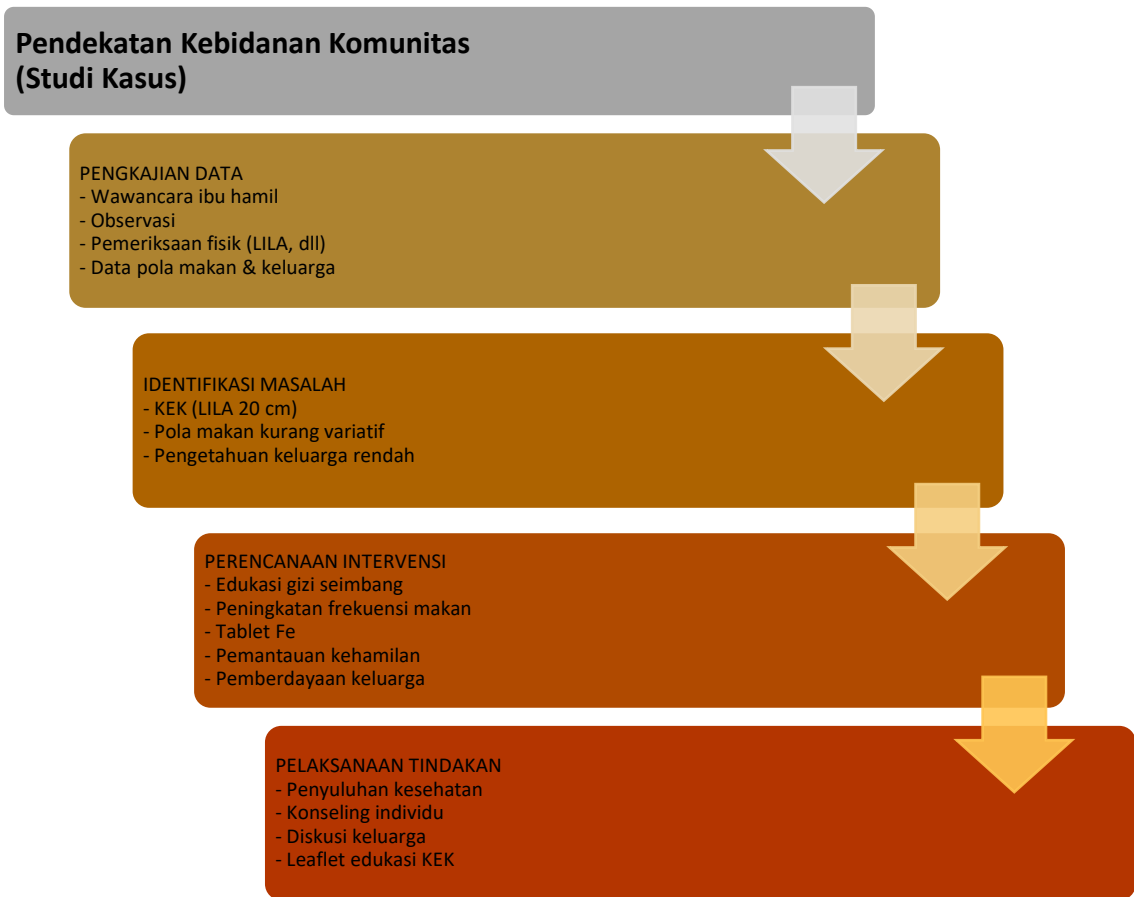 Pendekatan Kebidanan Komunitas
(Studi Kasus)
PENGKAJIAN DATA
- Wawancara ibu hamil
- Observasi
- Pemeriksaan fisik (LILA, dll)
- Data pola makan & keluarga
IDENTIFIKASI MASALAH
- KEK (LILA 20 cm)
- Pola makan kurang variatif
- Pengetahuan keluarga rendah
PERENCANAAN INTERVENSI
- Edukasi gizi seimbang
- Peningkatan frekuensi makan
- Tablet Fe
- Pemantauan kehamilan
- Pemberdayaan keluarga
PELAKSANAAN TINDAKAN
- Penyuluhan kesehatan
- Konseling individu
- Diskusi keluarga
- Leaflet edukasi KEK